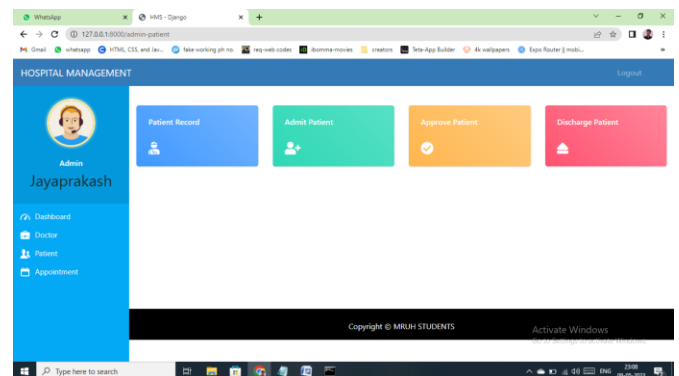 WhatsApp
HMS - Django
127.0.0.1:8000/admin-patient
Gmail
whatsapp
HTML, CSS, and Jav...
fake working ph no.
req-web codes
ibomma-movies
creators
Teta-App Builder
4k wallpapers
Expo Router || mobi...
HOSPITAL MANAGEMENT
Logout
Admin
Jayaprakash
Dashboard
Doctor
Patient
Appointment
Patient Record
Admit Patient
Approve Patient
Discharge Patient
Copyright © MRUH STUDENTS
Activate Windows
Type here to search
ENG
23:08